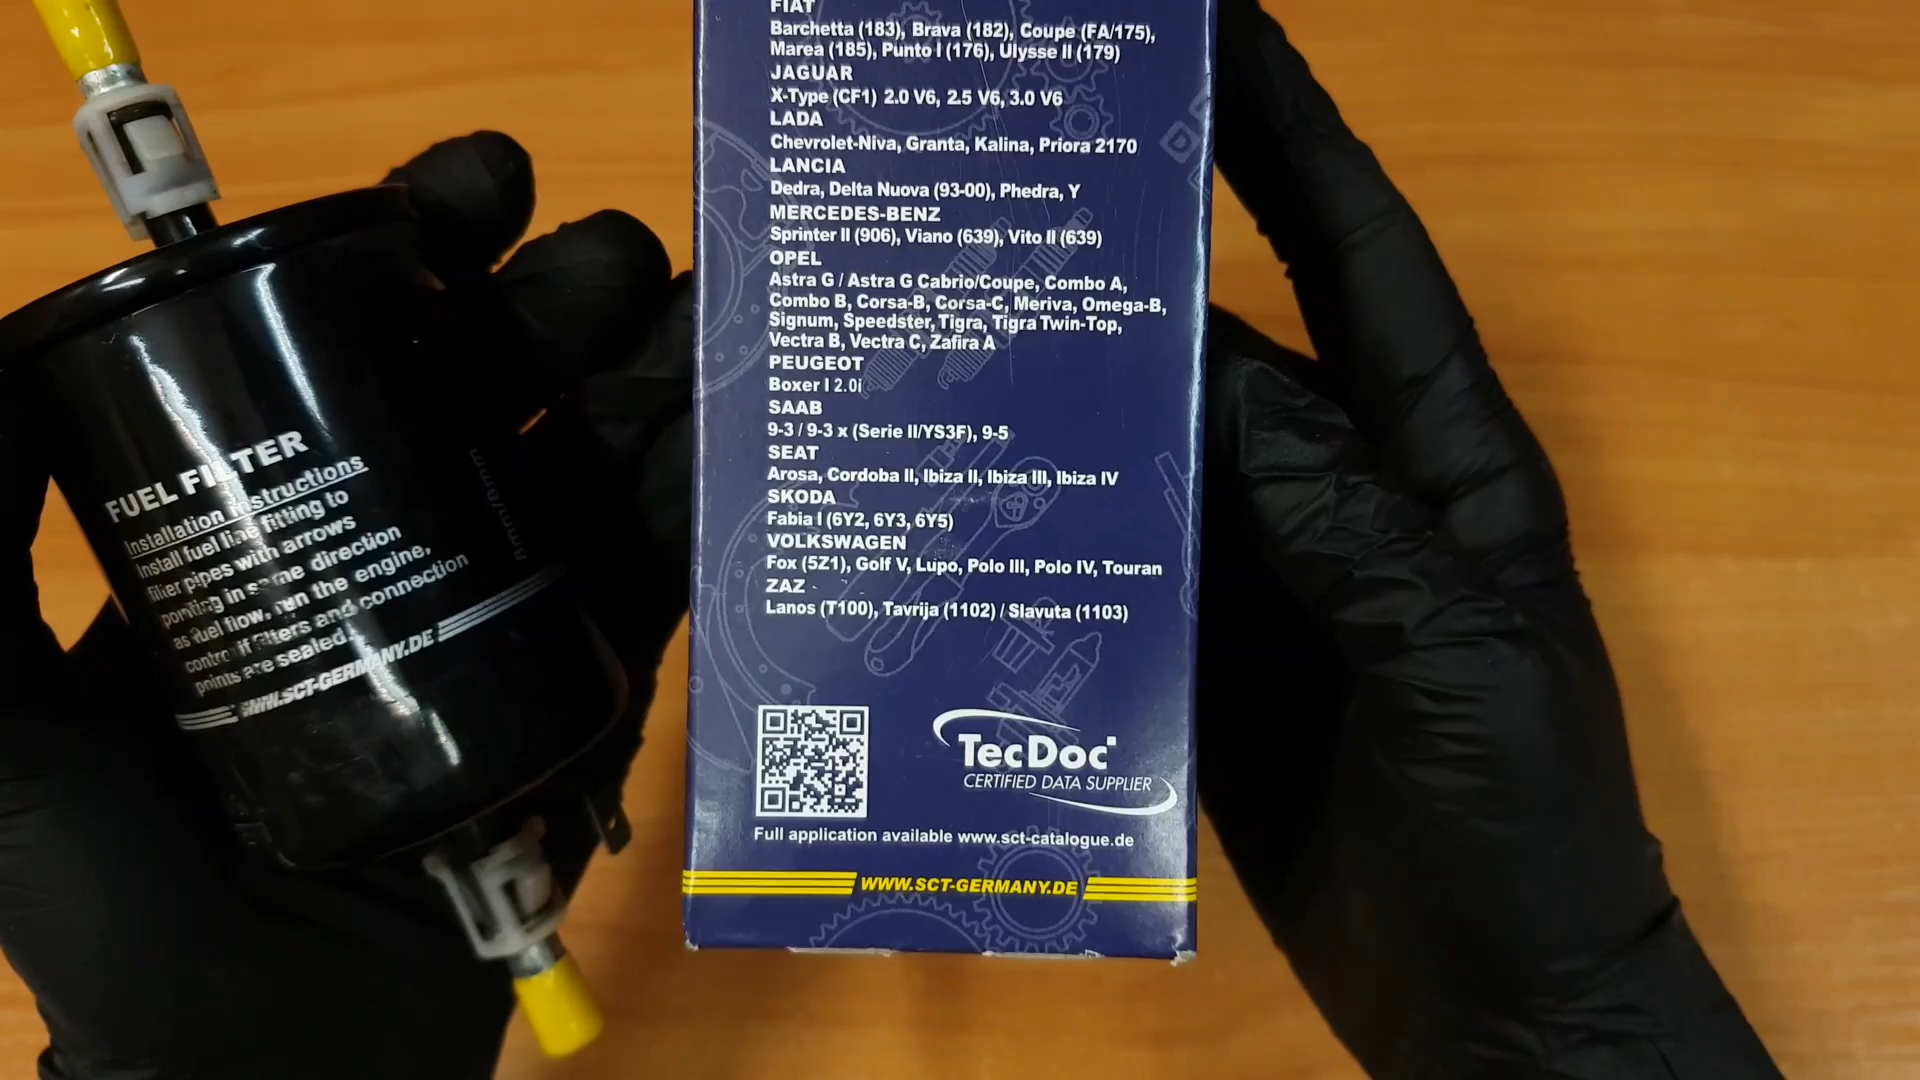 FUEL FILTER
Installation instructions
Install fuel line fitting to
filter pipes with arrows
pointing in same direction
as fuel flow, run the engine,
control if filters and connection
points are sealed.
WWW.SCT-GERMANY.DE
8mm/8mm
FIAT
Barchetta (183), Brava (182), Coupe (FA/175),
Marea (185), Punto I (176), Ulysse II (179)
JAGUAR
X-Type (CF1) 2.0 V6, 2.5 V6, 3.0 V6
LADA
Chevrolet-Niva, Granta, Kalina, Priora 2170
LANCIA
Dedra, Delta Nuova (93-00), Phedra, Y
MERCEDES-BENZ
Sprinter II (906), Viano (639), Vito II (639)
OPEL
Astra G / Astra G Cabrio/Coupe, Combo A,
Combo B, Corsa-B, Corsa-C, Meriva, Omega-B,
Signum, Speedster, Tigra, Tigra Twin-Top,
Vectra B, Vectra C, Zafira A
PEUGEOT
Boxer I 2.0i
SAAB
9-3 / 9-3 x (Serie II/YS3F), 9-5
SEAT
Arosa, Cordoba II, Ibiza II, Ibiza III, Ibiza IV
SKODA
Fabia I (6Y2, 6Y3, 6Y5)
VOLKSWAGEN
Fox (5Z1), Golf V, Lupo, Polo III, Polo IV, Touran
ZAZ
Lanos (T100), Tavrija (1102) / Slavuta (1103)
TecDoc
CERTIFIED DATA SUPPLIER
Full application available www.sct-catalogue.de
WWW.SCT-GERMANY.DE